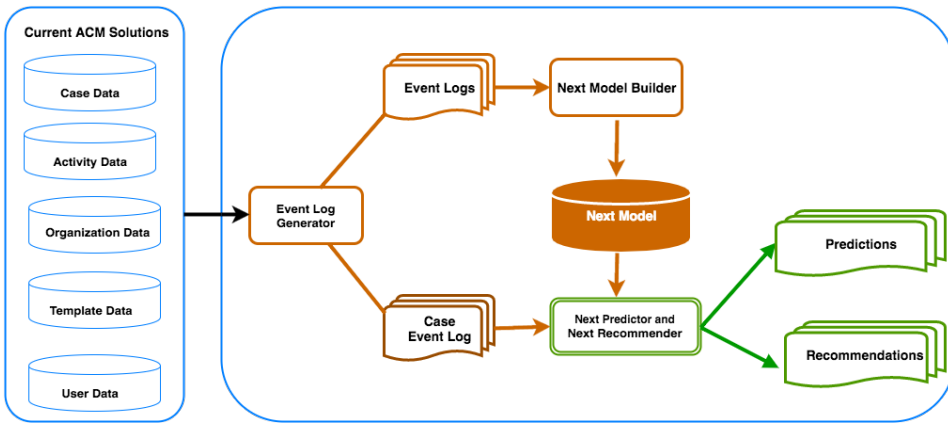 Current ACM Solutions
Case Data
Activity Data
Organization Data
Template Data
User Data
Event Log
Generator
Event Logs
Next Model Builder
Next Model
Case
Event Log
Next Predictor and
Next Recommender
Predictions
Recommendations